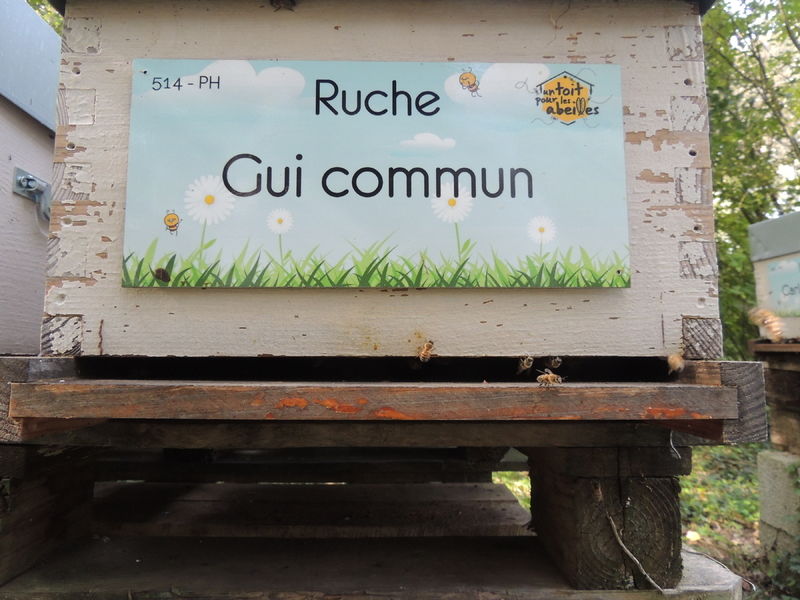 514 - PH
Ruche
un toit
pour les
abeilles
Gui commun